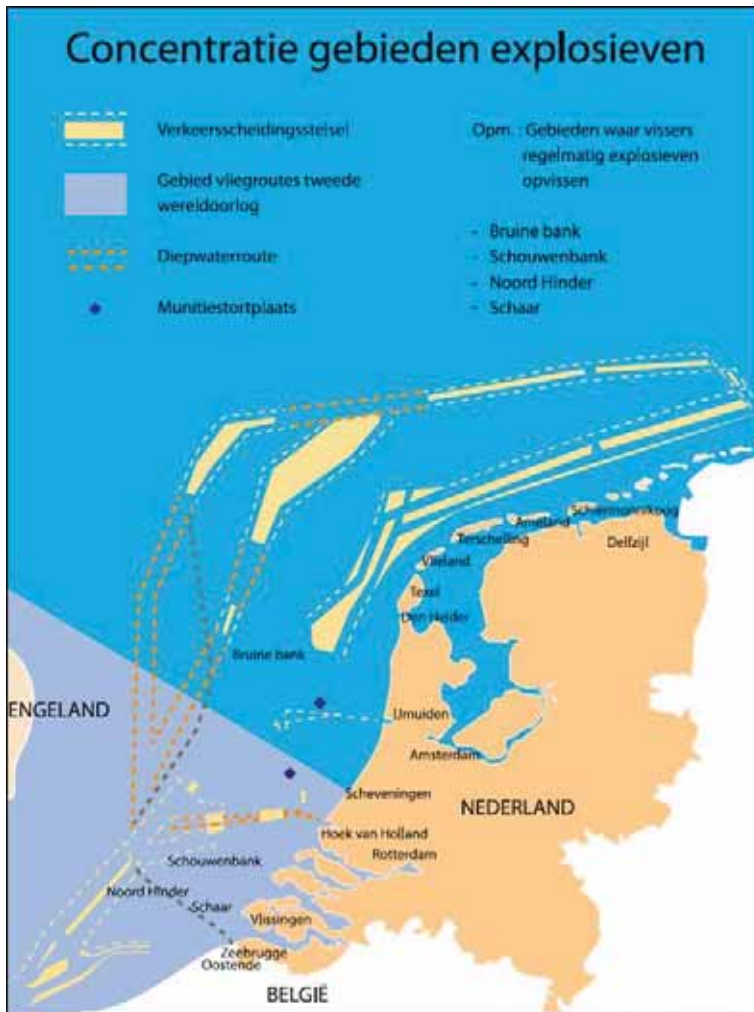 Concentratie gebieden explosieven
Verkeersscheidingsstelsel
Gebied vliegroutes tweede
wereldoorlog
Diepwaterroute
Munitiestortplaats
Opm. : Gebieden waar vissers
regelmatig explosieven
opvissen
- Bruine bank
- Schouwenbank
- Noord Hinder
- Schaar
Schiermonnikoog
Ameland
Terschelling
Delfzijl
Vlieland
Texel
Den Helder
Bruine bank
ENGELAND
IJmuiden
Amsterdam
Scheveningen
NEDERLAND
Hoek van Holland
Rotterdam
Schouwenbank
Noord Hinder
Schaar
Vlissingen
Zeebrugge
Oostende
BELGIË